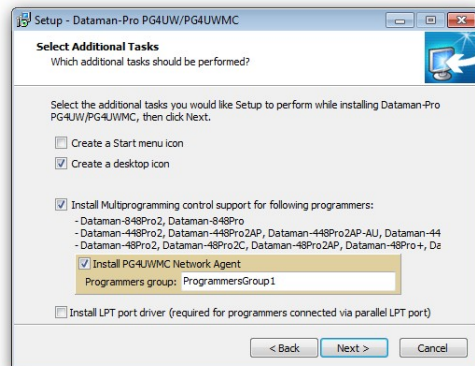 Setup - Dataman-Pro PG4UW/PG4UWMC
Select Additional Tasks
Which additional tasks should be performed?
Select the additional tasks you would like Setup to perform while installing Dataman-Pro
PG4UW/PG4UWMC, then click Next.
Create a Start menu icon
Create a desktop icon
Install Multiprogramming control support for following programmers:
- Dataman-848Pro2, Dataman-848Pro
- Dataman-448Pro2, Dataman-448Pro2AP, Dataman-448Pro2AP-AU, Dataman-44
- Dataman-48Pro2, Dataman-48Pro2C, Dataman-48Pro2AP, Dataman-48Pro+, Da
Install PG4UWMC Network Agent
Programmers group: ProgrammersGroup1
Install LPT port driver (required for programmers connected via parallel LPT port)
< Back Next > Cancel